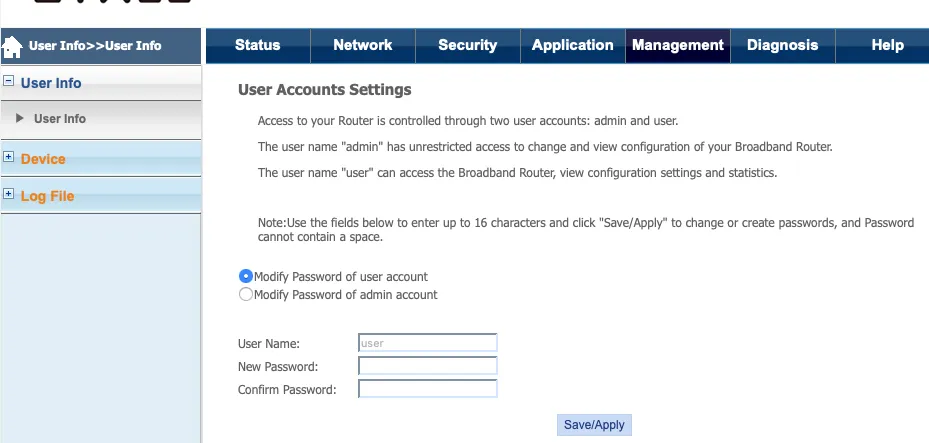 User Info>>User Info
Status
Network
Security
Application
Management
Diagnosis
Help
User Info
User Info
Device
Log File
User Accounts Settings
Access to your Router is controlled through two user accounts: admin and user.
The user name "admin" has unrestricted access to change and view configuration of your Broadband Router.
The user name "user" can access the Broadband Router, view configuration settings and statistics.
Note:Use the fields below to enter up to 16 characters and click "Save/Apply" to change or create passwords, and Password
cannot contain a space.
Modify Password of user account
Modify Password of admin account
User Name: user
New Password:
Confirm Password:
Save/Apply